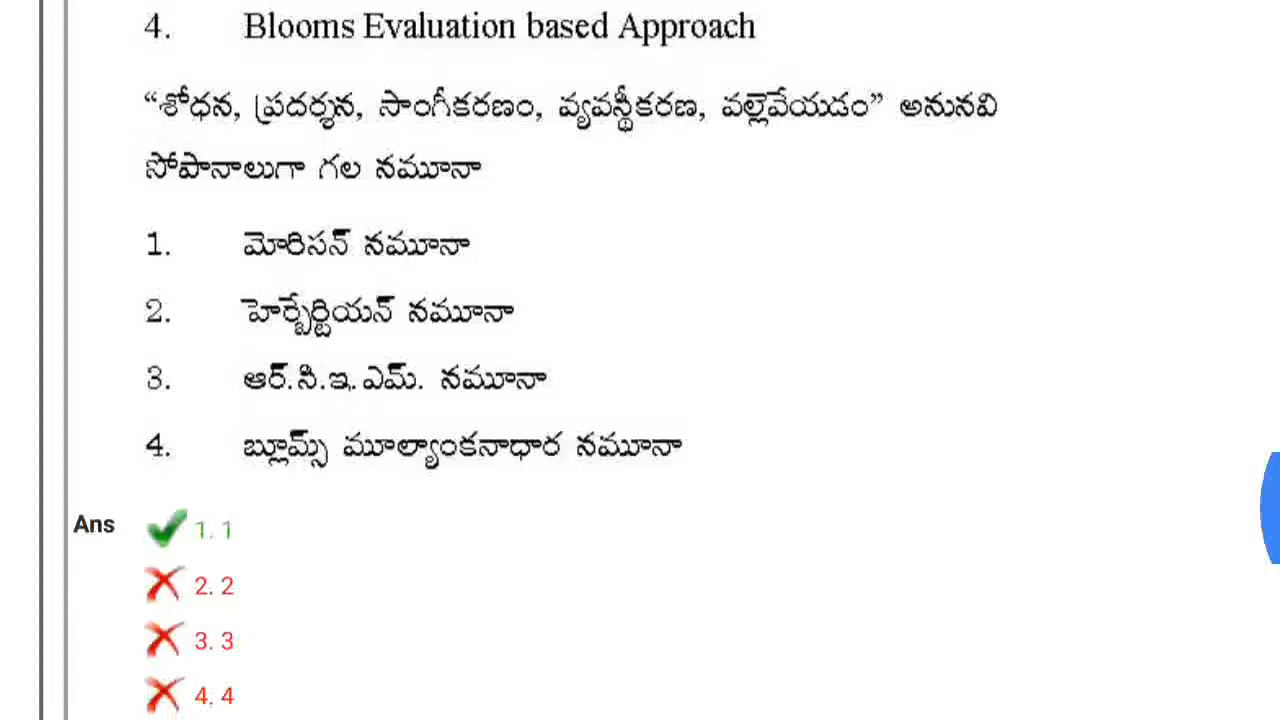 4. Blooms Evaluation based Approach
“శోధన, ప్రదర్శన, సాంగీకరణం, వ్యవస్థీకరణ, వల్లెవేయడం” అనునవి
సోపానాలుగా గల నమూనా
1. మోరిసన్ నమూనా
2. హెర్బేర్టియన్ నమూనా
3. ఆర్.సి.ఇ.ఎమ్. నమూనా
4. బ్లూమ్స్ మూల్యాంకనాధార నమూనా
Ans 1. 1
2. 2
3. 3
4. 4